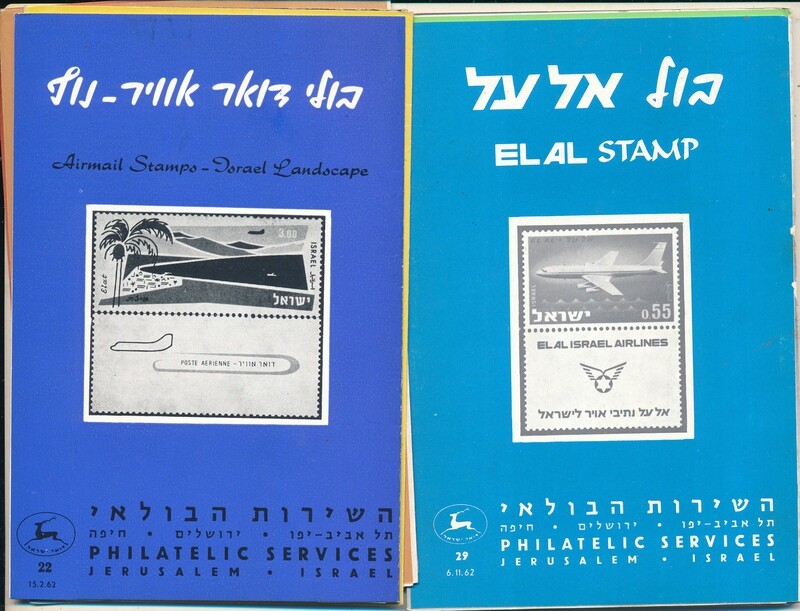 בולי דואר אוויר - נוף
Airmail Stamps - Israel Landscape
3.00
ISRAEL
Elat
ישראל
POSTE AERIENNE - דואר אוויר
השירות הבולאי
תל אביב-יפו • ירושלים • חיפה
PHILATELIC SERVICES
JERUSALEM • ISRAEL
22
15.2.62
בול אל על
EL AL STAMP
ISRAEL
ישראל
0.55
EL AL ISRAEL AIRLINES
אל על נתיבי אויר לישראל
השירות הבולאי
תל אביב-יפו • ירושלים • חיפה
PHILATELIC SERVICES
JERUSALEM • ISRAEL
29
6.11.62